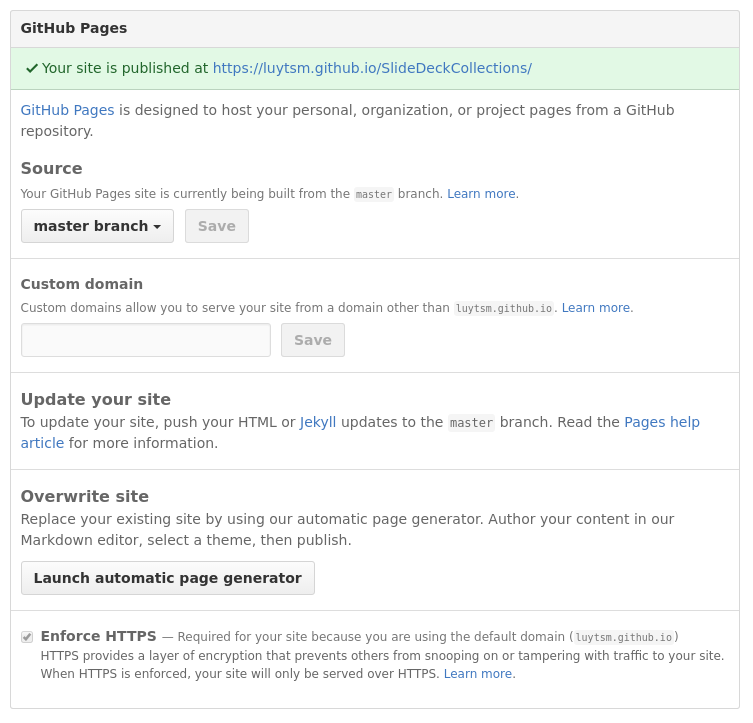 GitHub Pages
Your site is published at https://luytsm.github.io/SlideDeckCollections/
GitHub Pages is designed to host your personal, organization, or project pages from a GitHub
repository.
Source
Your GitHub Pages site is currently being built from the master branch. Learn more.
master branch Save
Custom domain
Custom domains allow you to serve your site from a domain other than luytsm.github.io. Learn more.
Save
Update your site
To update your site, push your HTML or Jekyll updates to the master branch. Read the Pages help
article for more information.
Overwrite site
Replace your existing site by using our automatic page generator. Author your content in our
Markdown editor, select a theme, then publish.
Launch automatic page generator
Enforce HTTPS — Required for your site because you are using the default domain (luytsm.github.io)
HTTPS provides a layer of encryption that prevents others from snooping on or tampering with traffic to your site.
When HTTPS is enforced, your site will only be served over HTTPS. Learn more.